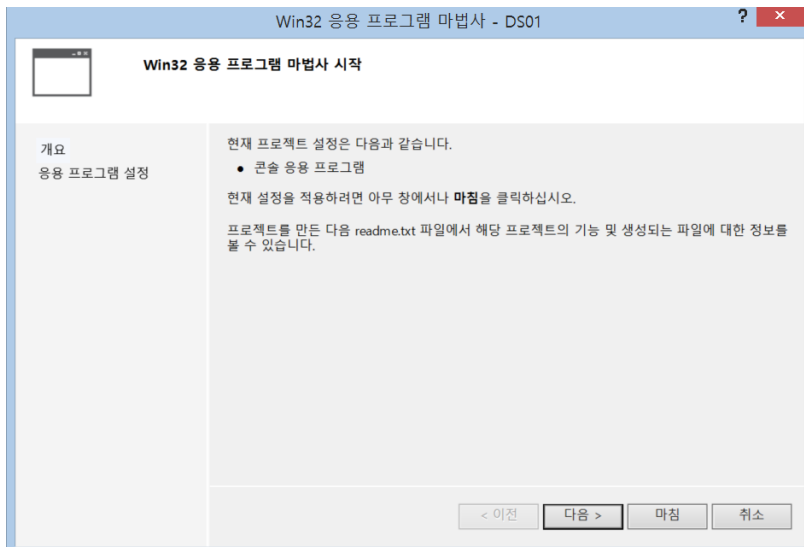 Win32 응용 프로그램 마법사 - DS01
Win32 응용 프로그램 마법사 시작
개요
응용 프로그램 설정
현재 프로젝트 설정은 다음과 같습니다.
• 콘솔 응용 프로그램
현재 설정을 적용하려면 아무 창에서나 마침을 클릭하십시오.
프로젝트를 만든 다음 readme.txt 파일에서 해당 프로젝트의 기능 및 생성되는 파일에 대한 정보를
볼 수 있습니다.
< 이전 다음 > 마침 취소